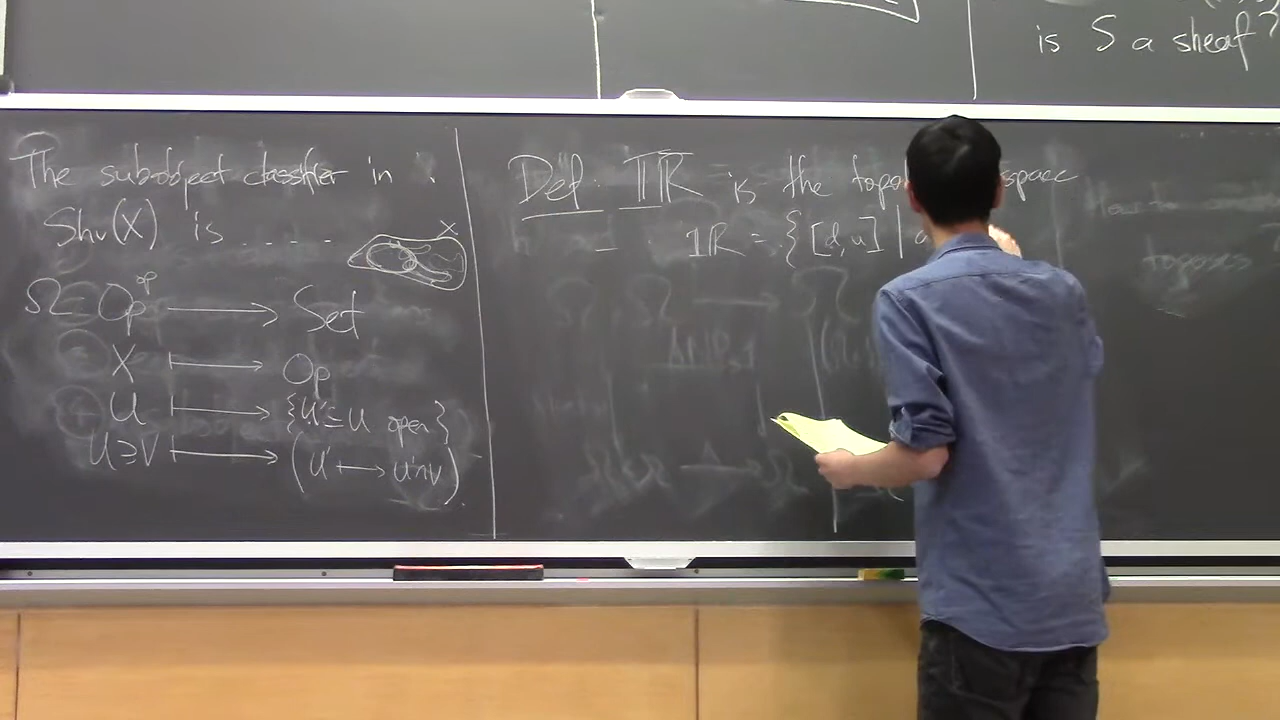 is S a sheaf?
The subobject classifier in
Shv(X) is .....
X
Ω = Op^op ⟶ Set
X ⟼ Op
U ⟼ {U' ⊆ U open}
U ⊇ V ⟼ (U' ⟼ U'∩V).
Def. 𝕀ℝ is the space
𝕀ℝ = {[d,u] |
toposes